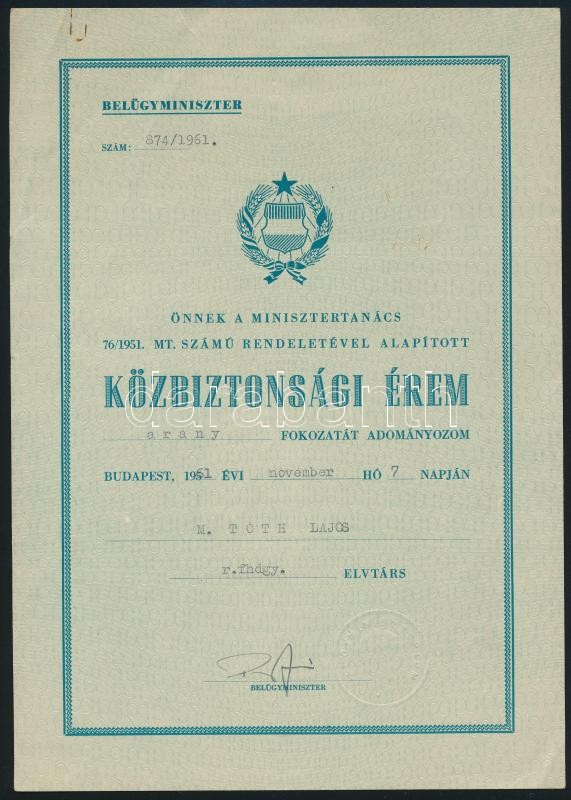 BELÜGYMINISZTER
SZÁM: 874/1961.
ÖNNEK A MINISZTERTANÁCS
76/1951. MT. SZÁMÚ RENDELETÉVEL ALAPÍTOTT
KÖZBIZTONSÁGI ÉREM
darabanth
arany FOKOZATÁT ADOMÁNYOZOM
BUDAPEST, 1961 ÉVI november HÓ 7 NAPJÁN
M. TÓTH LAJOS
r.fhdgy. ELVTÁRS
BELÜGYMINISZTER